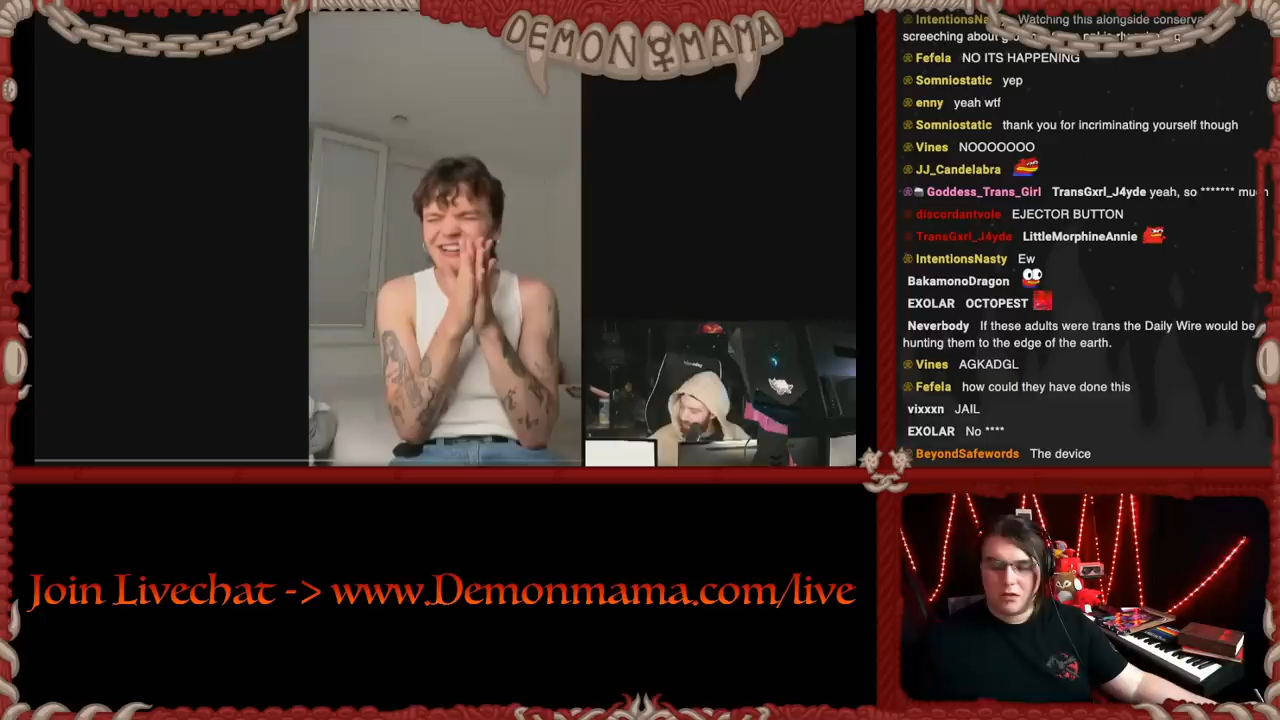 DEMON MAMA
IntentionsNa Watching this alongside conserva
screeching about
Fefela NO ITS HAPPENING
Somniostatic yep
enny yeah wtf
Somniostatic thank you for incriminating yourself though
Vines NOOOOOOO
JJ_Candelabra
Goddess_Trans_Girl TransGxrl_J4yde yeah, so ******* much
discordantvole EJECTOR BUTTON
TransGxrl_J4yde LittleMorphineAnnie
IntentionsNasty Ew
BakamonoDragon
EXOLAR OCTOPEST
Neverbody If these adults were trans the Daily Wire would be
hunting them to the edge of the earth.
Vines AGKADGL
Fefela how could they have done this
vixxxn JAIL
EXOLAR No ****
BeyondSafewords The device
Join Livechat -> www.Demonmama.com/live